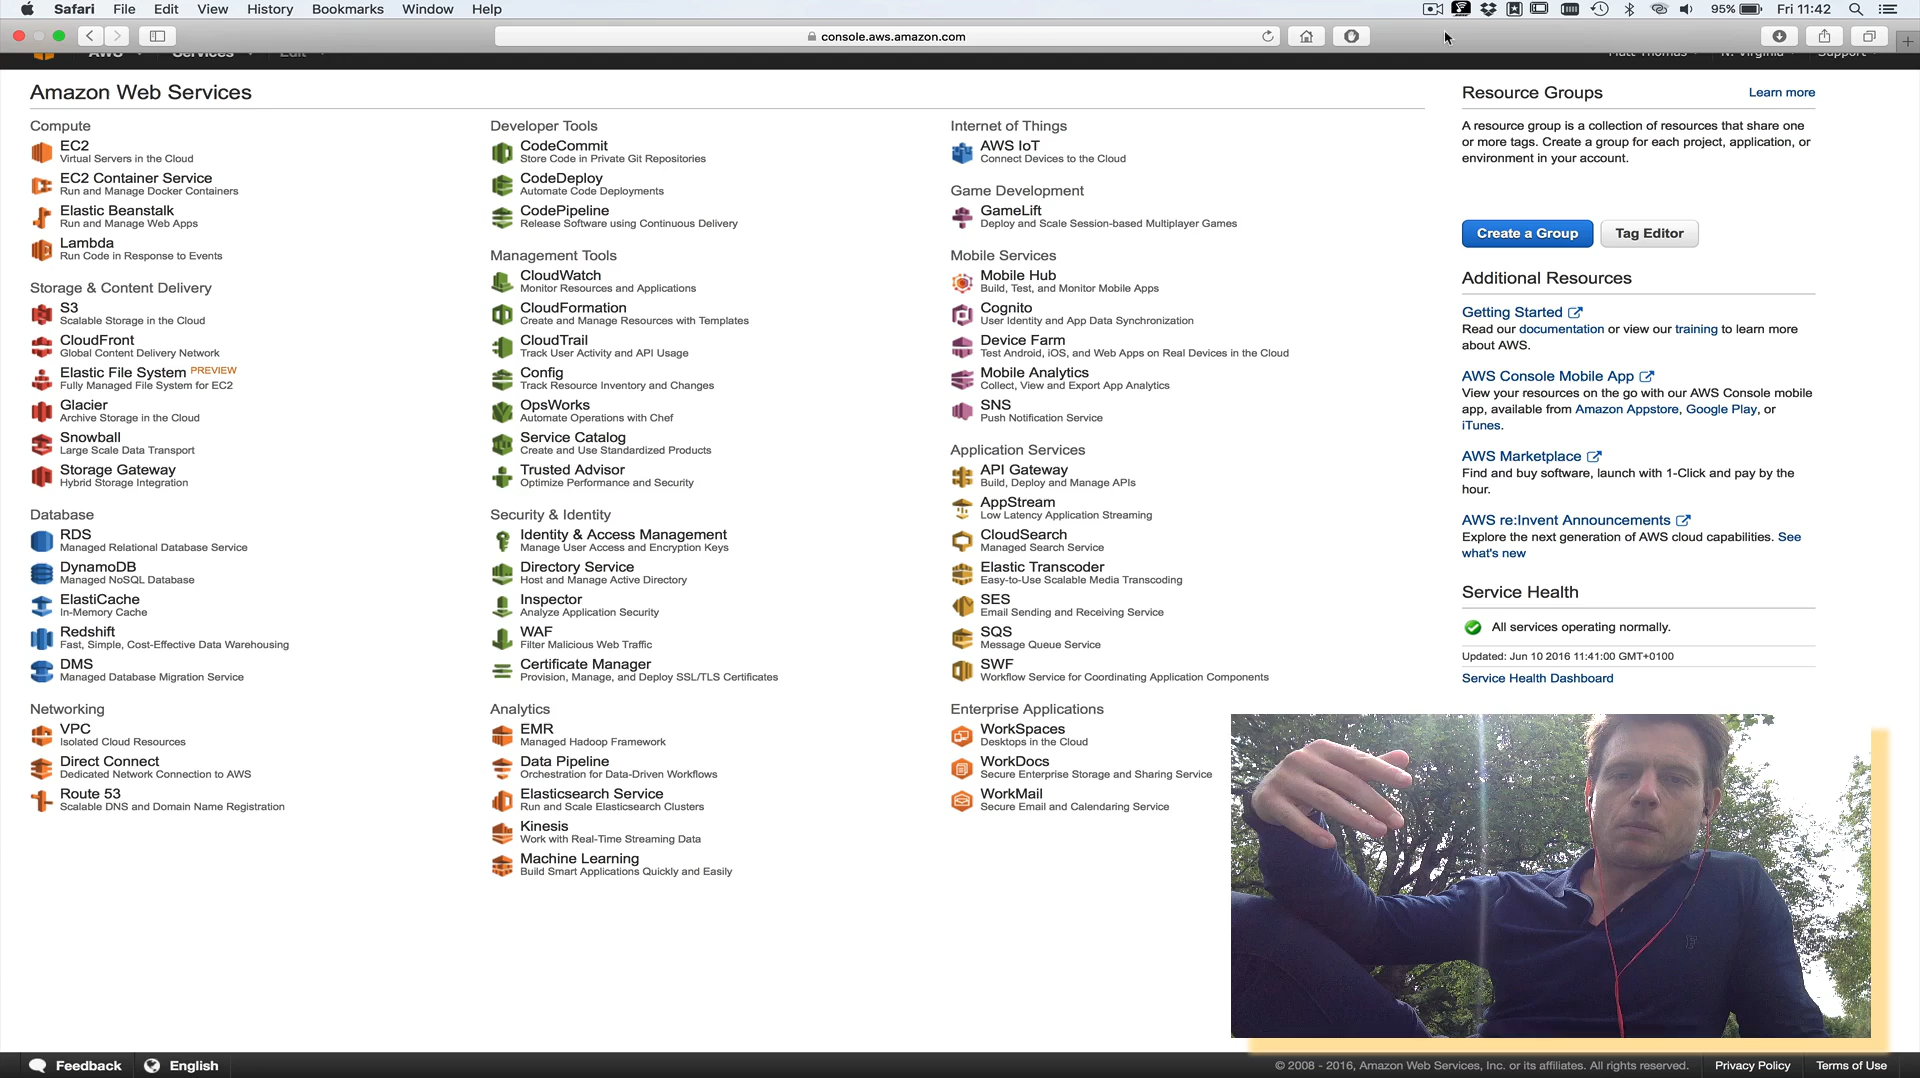 Safari File Edit View History Bookmarks Window Help
95% Fri 11:42
console.aws.amazon.com
AWS Services Edit
Matt Thomas N. Virginia Support
Amazon Web Services
Compute
EC2
Virtual Servers in the Cloud
EC2 Container Service
Run and Manage Docker Containers
Elastic Beanstalk
Run and Manage Web Apps
Lambda
Run Code in Response to Events
Storage & Content Delivery
S3
Scalable Storage in the Cloud
CloudFront
Global Content Delivery Network
Elastic File System PREVIEW
Fully Managed File System for EC2
Glacier
Archive Storage in the Cloud
Snowball
Large Scale Data Transport
Storage Gateway
Hybrid Storage Integration
Database
RDS
Managed Relational Database Service
DynamoDB
Managed NoSQL Database
ElastiCache
In-Memory Cache
Redshift
Fast, Simple, Cost-Effective Data Warehousing
DMS
Managed Database Migration Service
Networking
VPC
Isolated Cloud Resources
Direct Connect
Dedicated Network Connection to AWS
Route 53
Scalable DNS and Domain Name Registration
Developer Tools
CodeCommit
Store Code in Private Git Repositories
CodeDeploy
Automate Code Deployments
CodePipeline
Release Software using Continuous Delivery
Management Tools
CloudWatch
Monitor Resources and Applications
CloudFormation
Create and Manage Resources with Templates
CloudTrail
Track User Activity and API Usage
Config
Track Resource Inventory and Changes
OpsWorks
Automate Operations with Chef
Service Catalog
Create and Use Standardized Products
Trusted Advisor
Optimize Performance and Security
Security & Identity
Identity & Access Management
Manage User Access and Encryption Keys
Directory Service
Host and Manage Active Directory
Inspector
Analyze Application Security
WAF
Filter Malicious Web Traffic
Certificate Manager
Provision, Manage, and Deploy SSL/TLS Certificates
Analytics
EMR
Managed Hadoop Framework
Data Pipeline
Orchestration for Data-Driven Workflows
Elasticsearch Service
Run and Scale Elasticsearch Clusters
Kinesis
Work with Real-Time Streaming Data
Machine Learning
Build Smart Applications Quickly and Easily
Internet of Things
AWS IoT
Connect Devices to the Cloud
Game Development
GameLift
Deploy and Scale Session-based Multiplayer Games
Mobile Services
Mobile Hub
Build, Test, and Monitor Mobile Apps
Cognito
User Identity and App Data Synchronization
Device Farm
Test Android, iOS, and Web Apps on Real Devices in the Cloud
Mobile Analytics
Collect, View and Export App Analytics
SNS
Push Notification Service
Application Services
API Gateway
Build, Deploy and Manage APIs
AppStream
Low Latency Application Streaming
CloudSearch
Managed Search Service
Elastic Transcoder
Easy-to-Use Scalable Media Transcoding
SES
Email Sending and Receiving Service
SQS
Message Queue Service
SWF
Workflow Service for Coordinating Application Components
Enterprise Applications
WorkSpaces
Desktops in the Cloud
WorkDocs
Secure Enterprise Storage and Sharing Service
WorkMail
Secure Email and Calendaring Service
Resource Groups Learn more
A resource group is a collection of resources that share one
or more tags. Create a group for each project, application, or
environment in your account.
Create a Group Tag Editor
Additional Resources
Getting Started
Read our documentation or view our training to learn more
about AWS.
AWS Console Mobile App
View your resources on the go with our AWS Console mobile
app, available from Amazon Appstore, Google Play, or
iTunes.
AWS Marketplace
Find and buy software, launch with 1-Click and pay by the
hour.
AWS re:Invent Announcements
Explore the next generation of AWS cloud capabilities. See
what's new
Service Health
All services operating normally.
Updated: Jun 10 2016 11:41:00 GMT+0100
Service Health Dashboard
Feedback English
© 2008 - 2016, Amazon Web Services, Inc. or its affiliates. All rights reserved. Privacy Policy Terms of Use